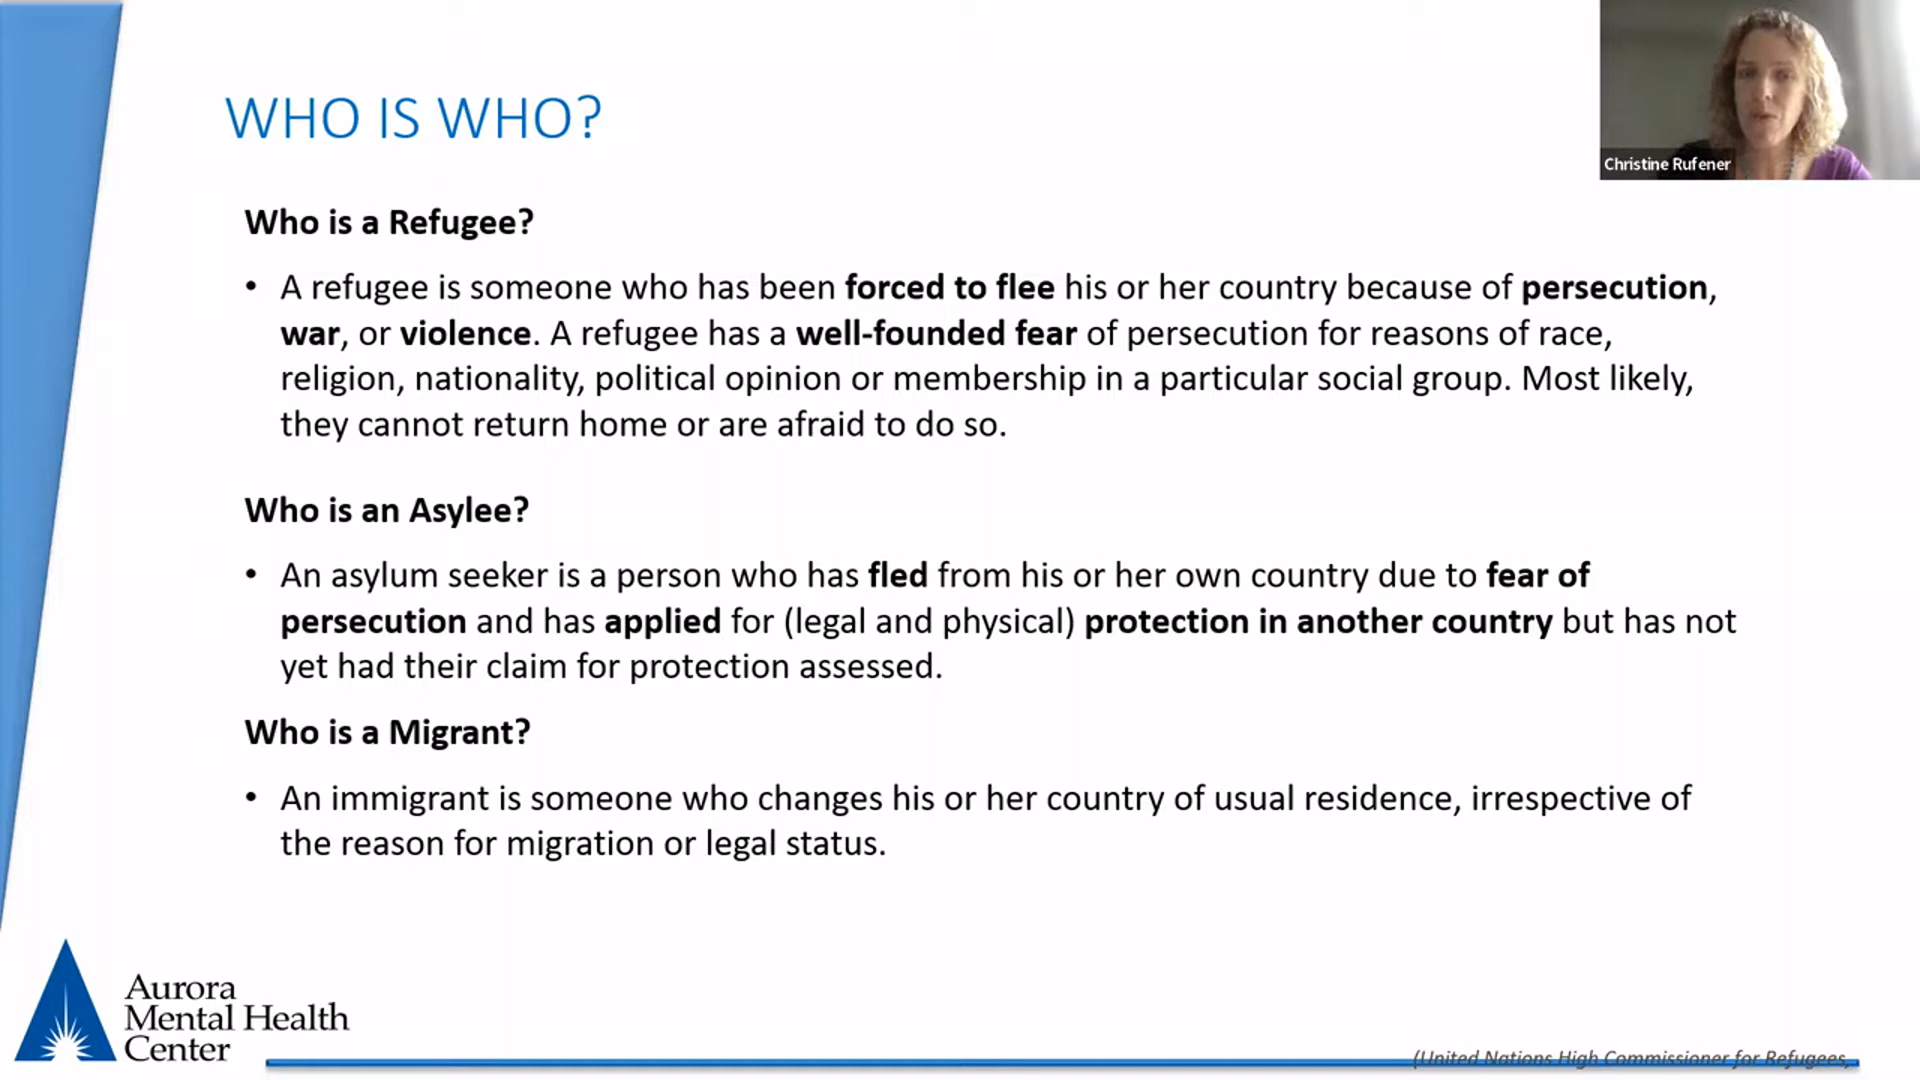 WHO IS WHO?
Christine Rufener
Who is a Refugee?
• A refugee is someone who has been forced to flee his or her country because of persecution,
war, or violence. A refugee has a well-founded fear of persecution for reasons of race,
religion, nationality, political opinion or membership in a particular social group. Most likely,
they cannot return home or are afraid to do so.
Who is an Asylee?
• An asylum seeker is a person who has fled from his or her own country due to fear of
persecution and has applied for (legal and physical) protection in another country but has not
yet had their claim for protection assessed.
Who is a Migrant?
• An immigrant is someone who changes his or her country of usual residence, irrespective of
the reason for migration or legal status.
Aurora
Mental Health
Center
(United Nations High Commissioner for Refugees,